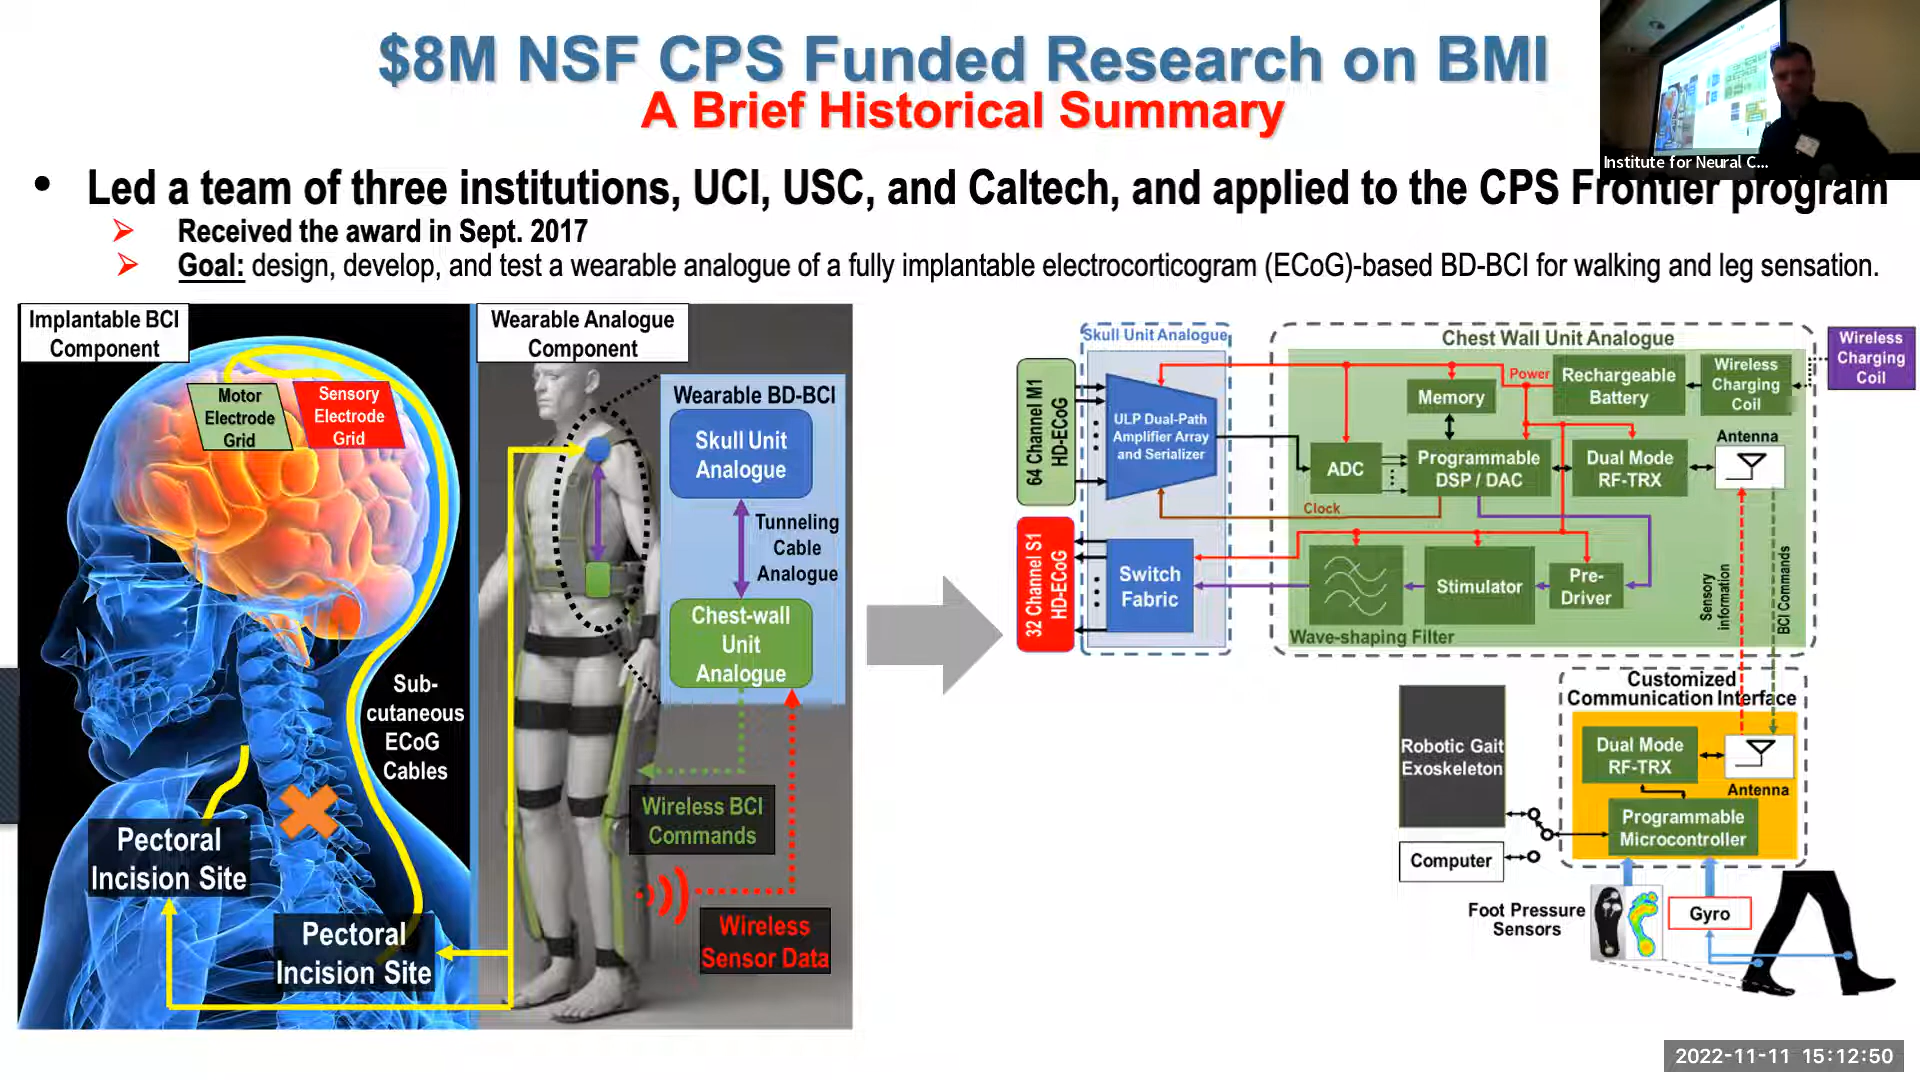 $8M NSF CPS Funded Research on BMI
A Brief Historical Summary
Institute for Neural C...
• Led a team of three institutions, UCI, USC, and Caltech, and applied to the CPS Frontier program
Received the award in Sept. 2017
Goal: design, develop, and test a wearable analogue of a fully implantable electrocorticogram (ECoG)-based BD-BCI for walking and leg sensation.
Implantable BCI
Component
Motor
Electrode
Grid
Sensory
Electrode
Grid
Sub-
cutaneous
ECoG
Cables
Pectoral
Incision Site
Pectoral
Incision Site
Wearable Analogue
Component
Wearable BD-BCI
Skull Unit
Analogue
Tunneling
Cable
Analogue
Chest-wall
Unit
Analogue
Wireless BCI
Commands
Wireless
Sensor Data
64 Channel M1
HD-ECoG
32 Channel S1
HD-ECoG
Skull Unit Analogue
ULP Dual-Path
Amplifier Array
and Serializer
Switch
Fabric
Chest Wall Unit Analogue
Power
Memory
Rechargeable
Battery
Wireless
Charging
Coil
Wireless
Charging
Coil
ADC
Programmable
DSP / DAC
Dual Mode
RF-TRX
Antenna
Clock
Wave-shaping Filter
Stimulator
Pre-
Driver
Sensory
information
BCI Commands
Customized
Communication Interface
Dual Mode
RF-TRX
Antenna
Programmable
Microcontroller
Robotic Gait
Exoskeleton
Computer
Foot Pressure
Sensors
Gyro
2022-11-11 15:12:50